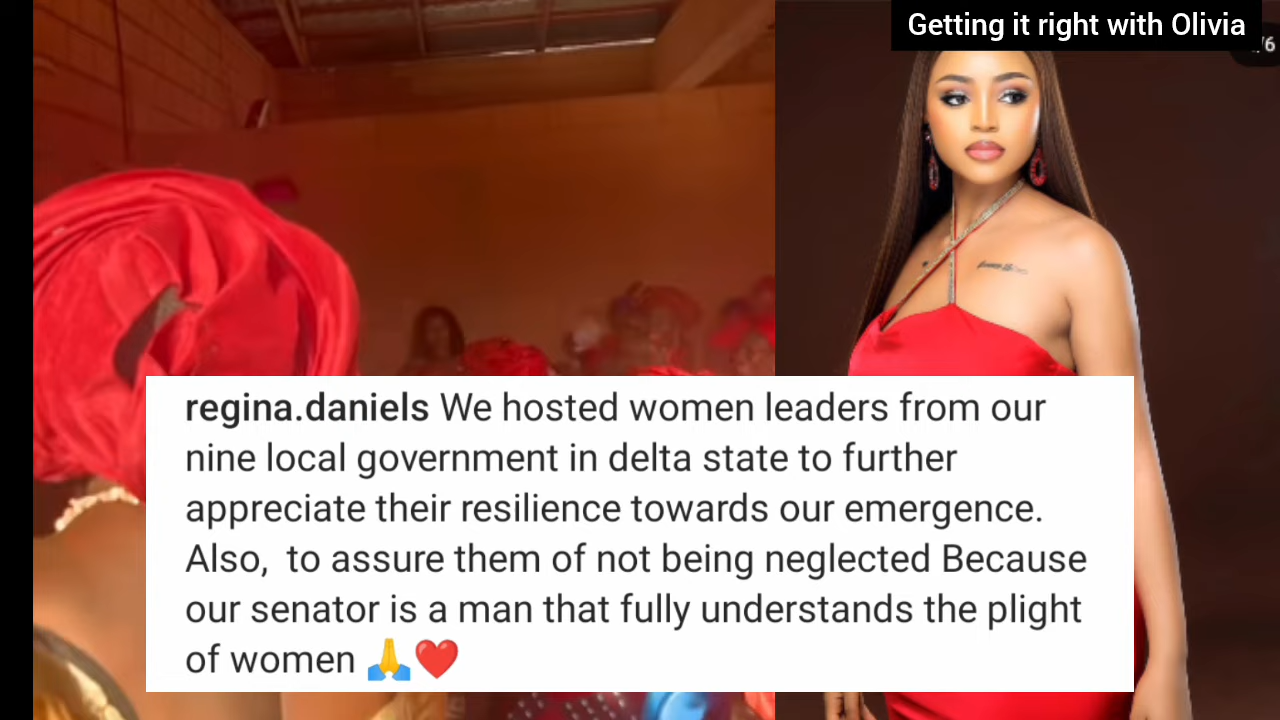 Getting it right with Olivia
/6
regina.daniels We hosted women leaders from our
nine local government in delta state to further
appreciate their resilience towards our emergence.
Also,  to assure them of not being neglected Because
our senator is a man that fully understands the plight
of women 🙏❤️